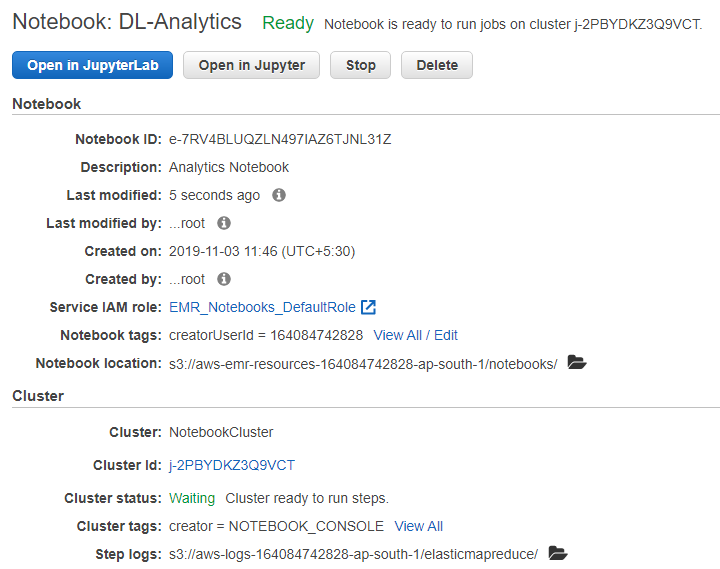 Notebook: DL-Analytics Ready Notebook is ready to run jobs on cluster j-2PBYDKZ3Q9VCT.
Open in JupyterLab Open in Jupyter Stop Delete
Notebook
Notebook ID: e-7RV4BLUQZLN497IAZ6TJNL31Z
Description: Analytics Notebook
Last modified: 5 seconds ago
Last modified by: ...root
Created on: 2019-11-03 11:46 (UTC+5:30)
Created by: ...root
Service IAM role: EMR_Notebooks_DefaultRole
Notebook tags: creatorUserId = 164084742828 View All / Edit
Notebook location: s3://aws-emr-resources-164084742828-ap-south-1/notebooks/
Cluster
Cluster: NotebookCluster
Cluster Id: j-2PBYDKZ3Q9VCT
Cluster status: Waiting Cluster ready to run steps.
Cluster tags: creator = NOTEBOOK_CONSOLE View All
Step logs: s3://aws-logs-164084742828-ap-south-1/elasticmapreduce/